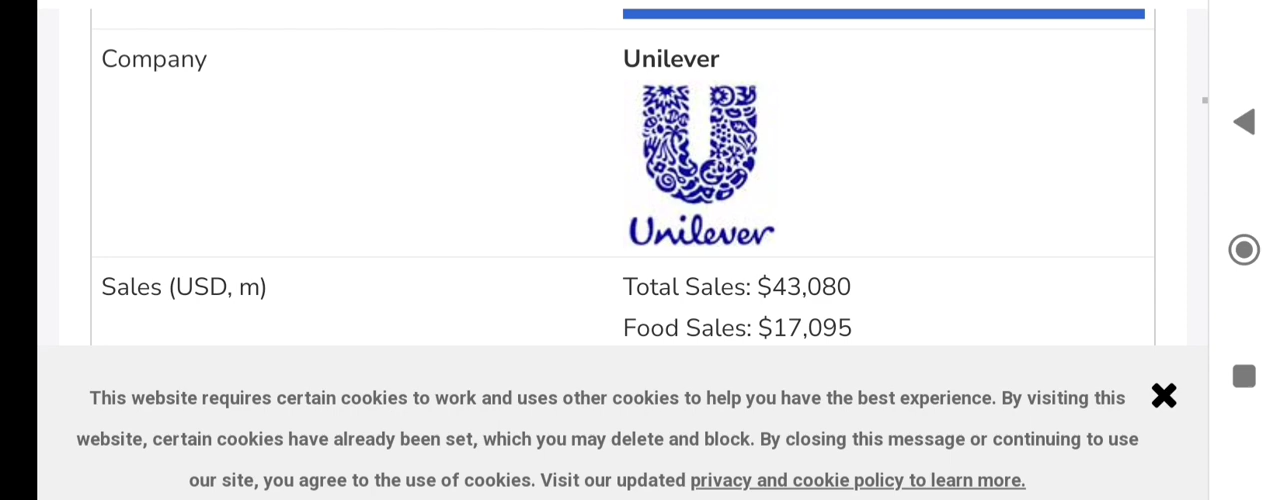 Company
Unilever
Unilever
Sales (USD, m)
Total Sales: $43,080
Food Sales: $17,095
This website requires certain cookies to work and uses other cookies to help you have the best experience. By visiting this
website, certain cookies have already been set, which you may delete and block. By closing this message or continuing to use
our site, you agree to the use of cookies. Visit our updated privacy and cookie policy to learn more.